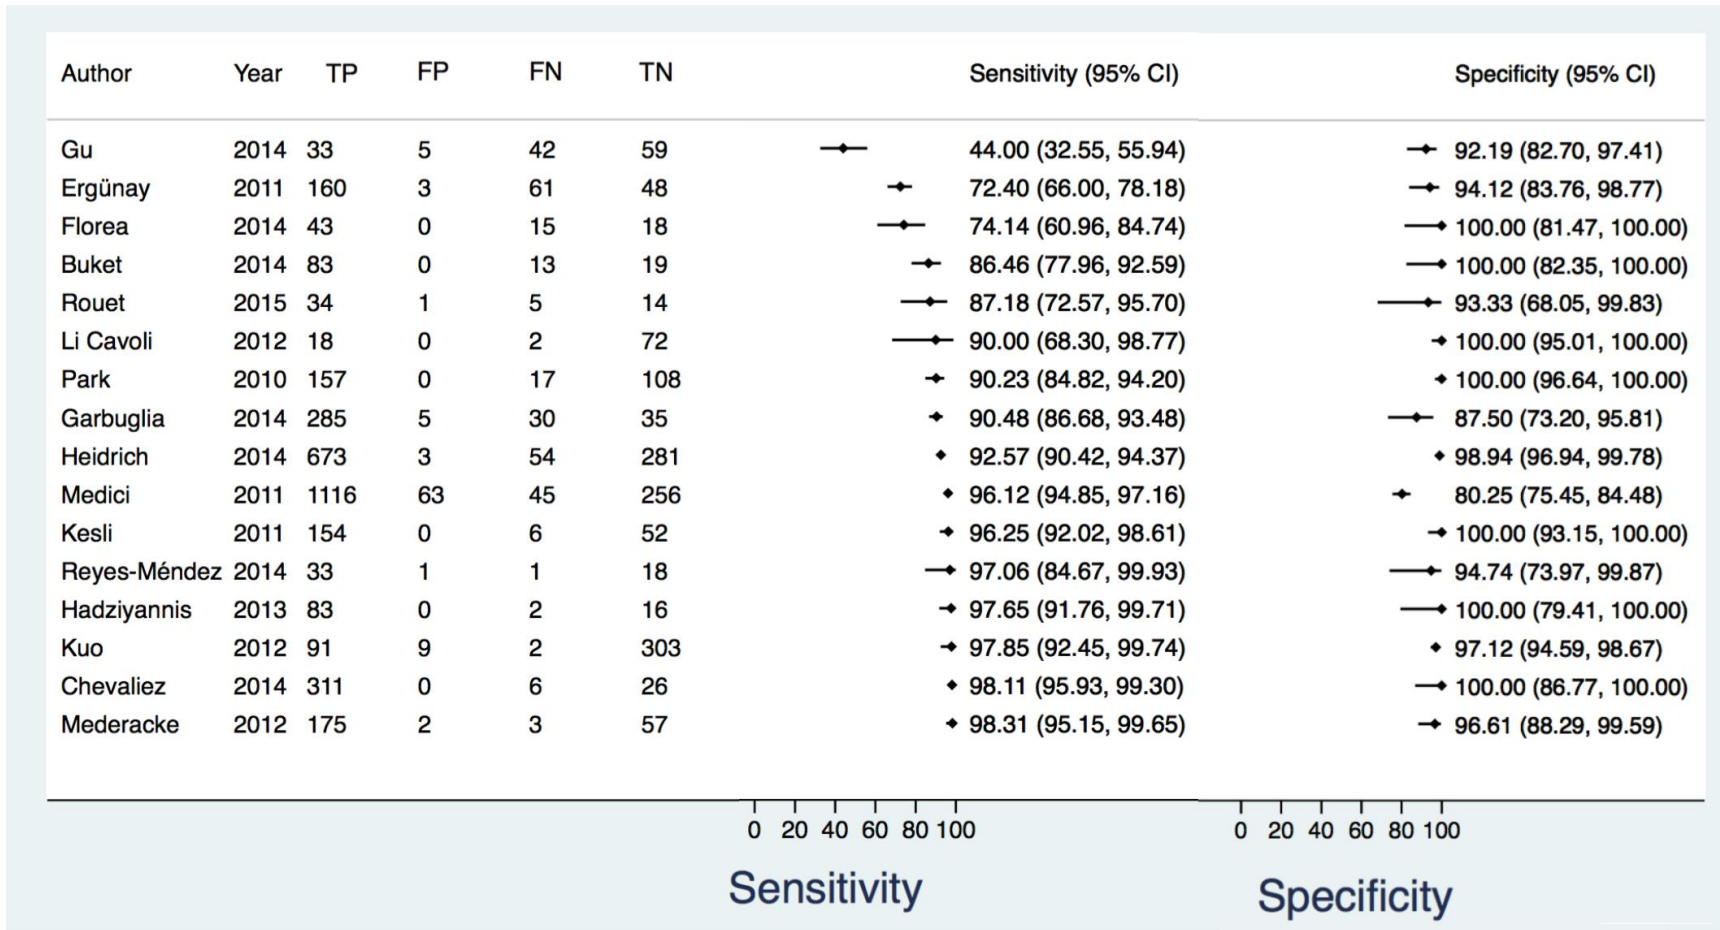 Author Year TP FP FN TN Sensitivity (95% CI) Specificity (95% CI)
Gu 2014 33 5 42 59 44.00 (32.55, 55.94) 92.19 (82.70, 97.41)
Ergünay 2011 160 3 61 48 72.40 (66.00, 78.18) 94.12 (83.76, 98.77)
Florea 2014 43 0 15 18 74.14 (60.96, 84.74) 100.00 (81.47, 100.00)
Buket 2014 83 0 13 19 86.46 (77.96, 92.59) 100.00 (82.35, 100.00)
Rouet 2015 34 1 5 14 87.18 (72.57, 95.70) 93.33 (68.05, 99.83)
Li Cavoli 2012 18 0 2 72 90.00 (68.30, 98.77) 100.00 (95.01, 100.00)
Park 2010 157 0 17 108 90.23 (84.82, 94.20) 100.00 (96.64, 100.00)
Garbuglia 2014 285 5 30 35 90.48 (86.68, 93.48) 87.50 (73.20, 95.81)
Heidrich 2014 673 3 54 281 92.57 (90.42, 94.37) 98.94 (96.94, 99.78)
Medici 2011 1116 63 45 256 96.12 (94.85, 97.16) 80.25 (75.45, 84.48)
Kesli 2011 154 0 6 52 96.25 (92.02, 98.61) 100.00 (93.15, 100.00)
Reyes-Méndez 2014 33 1 1 18 97.06 (84.67, 99.93) 94.74 (73.97, 99.87)
Hadziyannis 2013 83 0 2 16 97.65 (91.76, 99.71) 100.00 (79.41, 100.00)
Kuo 2012 91 9 2 303 97.85 (92.45, 99.74) 97.12 (94.59, 98.67)
Chevaliez 2014 311 0 6 26 98.11 (95.93, 99.30) 100.00 (86.77, 100.00)
Mederacke 2012 175 2 3 57 98.31 (95.15, 99.65) 96.61 (88.29, 99.59)
0 20 40 60 80 100 0 20 40 60 80 100
Sensitivity Specificity